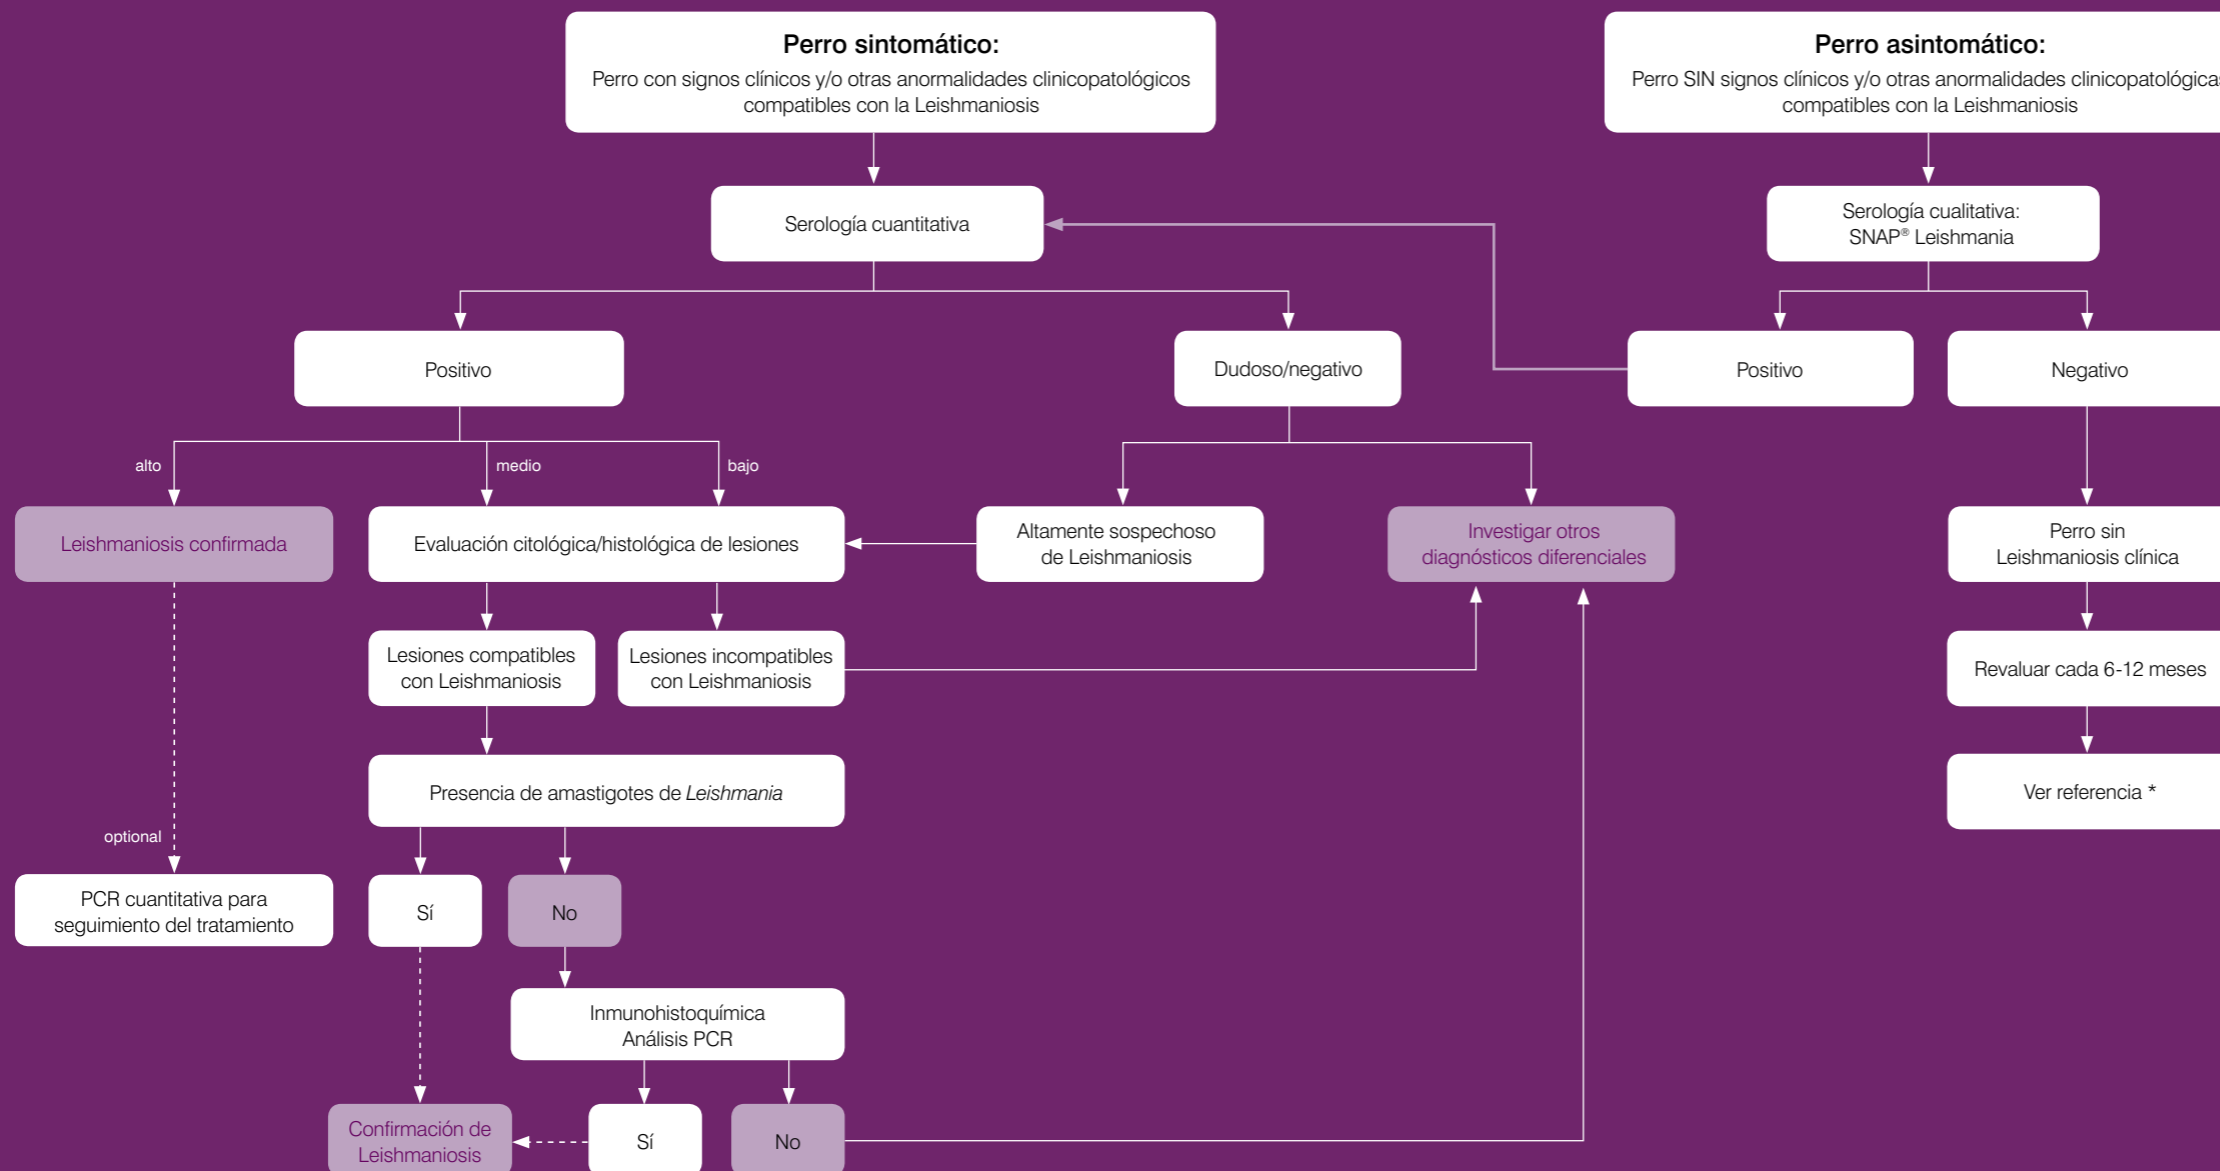 Perro sintomático:
Perro con signos clínicos y/o otras anormalidades clinicopatológicos
compatibles con la Leishmaniosis
Perro asintomático:
Perro SIN signos clínicos y/o otras anormalidades clinicopatológicas
compatibles con la Leishmaniosis
Serología cuantitativa
Serología cualitativa:
SNAP® Leishmania
Positivo
Dudoso/negativo
Positivo
Negativo
alto
medio
bajo
Leishmaniosis confirmada
Evaluación citológica/histológica de lesiones
Altamente sospechoso
de Leishmaniosis
Investigar otros
diagnósticos diferenciales
Perro sin
Leishmaniosis clínica
Lesiones compatibles
con Leishmaniosis
Lesiones incompatibles
con Leishmaniosis
Revaluar cada 6-12 meses
Presencia de amastigotes de Leishmania
Ver referencia *
optional
PCR cuantitativa para
seguimiento del tratamiento
Sí
No
Inmunohistoquímica
Análisis PCR
Confirmación de
Leishmaniosis
Sí
No